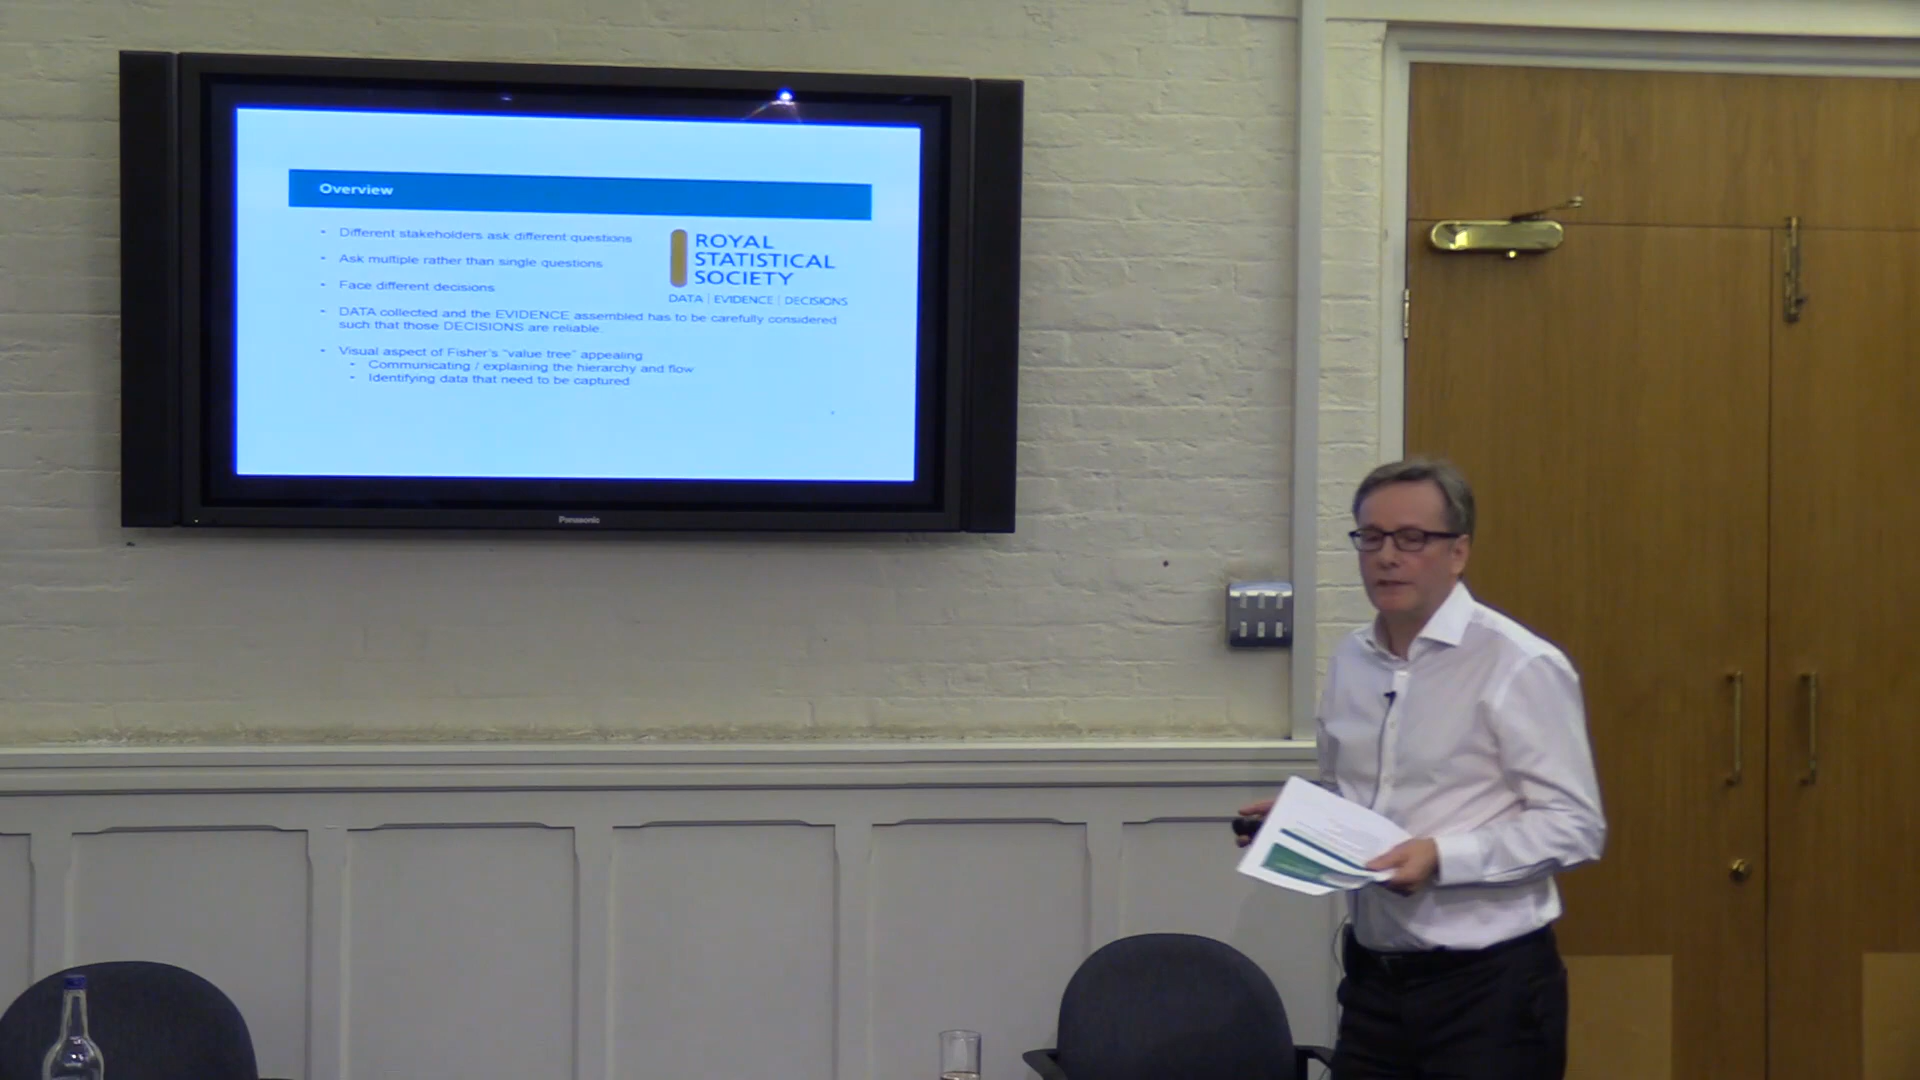 Overview
- Different stakeholders ask different questions
- Ask multiple rather than single questions
- Face different decisions
- DATA collected and the EVIDENCE assembled has to be carefully considered
such that those DECISIONS are reliable.
- Visual aspect of Fisher's "value tree" appealing
- Communicating / explaining the hierarchy and flow
- Identifying data that need to be captured
ROYAL
STATISTICAL
SOCIETY
DATA | EVIDENCE | DECISIONS
Panasonic